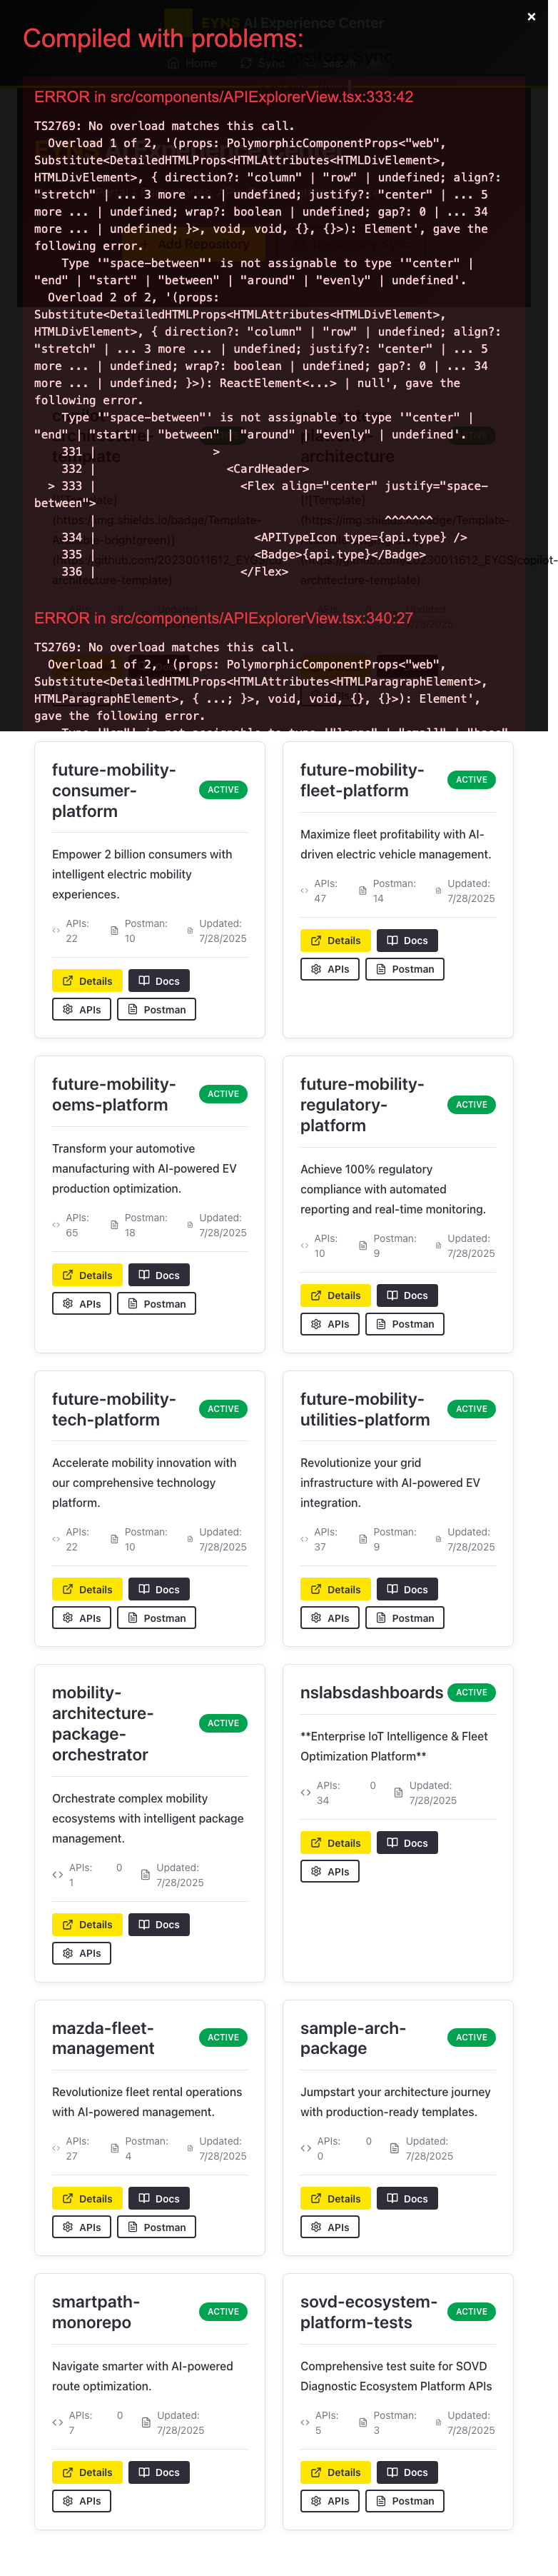 EYNS AI Experience Center
×
Compiled with problems:
Home
Sync
ERROR in src/components/APIExplorerView.tsx:333:42
TS2769: No overload matches this call.
Overload 1 of 2, '(props: PolymorphicComponentProps<"web",
Substitute<DetailedHTMLProps<HTMLAttributes<HTMLDivElement>,
HTMLDivElement>, { direction?: "column" | "row" | undefined; align?:
"stretch" | ... 3 more ... | undefined; justify?: "center" | ... 5
more ... | undefined; wrap?: boolean | undefined; gap?: 0 | ... 34
more ... | undefined; }>, void, void, {}, {}>): Element', gave the
following error.
Add Repository
Type '"space-between"' is not assignable to type '"center" |
"end" | "start" | "between" | "around" | "evenly" | undefined'.
Overload 2 of 2, '(props:
Substitute<DetailedHTMLProps<HTMLAttributes<HTMLDivElement>,
HTMLDivElement>, { direction?: "column" | "row" | undefined; align?:
"stretch" | ... 3 more ... | undefined; justify?: "center" | ... 5
more ... | undefined; wrap?: boolean | undefined; gap?: 0 | ... 34
more ... | undefined; }>): ReactElement<...> | null', gave the
following error.
Type '"space-between"' is not assignable to type '"center" |
"end" | "start" | "between" | "around" | "evenly" | undefined'.
331 | >
332 | <CardHeader>
> 333 | <Flex align="center" justify="space-
between">
| ^^^^^^^
334 | <APITypeIcon type={api.type} />
335 | <Badge>{api.type}</Badge>
336 | </Flex>
ERROR in src/components/APIExplorerView.tsx:340:27
TS2769: No overload matches this call.
Overload 1 of 2, '(props: PolymorphicComponentProps<"web",
Substitute<DetailedHTMLProps<HTMLAttributes<HTMLParagraphElement>,
HTMLParagraphElement>, { ...; }>, void, void, {}, {}>): Element',
gave the following error.
future-mobility-
consumer-
platform
ACTIVE
Empower 2 billion consumers with
intelligent electric mobility
experiences.
APIs:
22
Postman:
10
Updated:
7/28/2025
Details
Docs
APIs
Postman
future-mobility-
fleet-platform
ACTIVE
Maximize fleet profitability with AI-
driven electric vehicle management.
APIs:
47
Postman:
14
Updated:
7/28/2025
Details
Docs
APIs
Postman
future-mobility-
oems-platform
ACTIVE
Transform your automotive
manufacturing with AI-powered EV
production optimization.
APIs:
65
Postman:
18
Updated:
7/28/2025
Details
Docs
APIs
Postman
future-mobility-
regulatory-
platform
ACTIVE
Achieve 100% regulatory
compliance with automated
reporting and real-time monitoring.
APIs:
10
Postman:
9
Updated:
7/28/2025
Details
Docs
APIs
Postman
future-mobility-
tech-platform
ACTIVE
Accelerate mobility innovation with
our comprehensive technology
platform.
APIs:
22
Postman:
10
Updated:
7/28/2025
Details
Docs
APIs
Postman
future-mobility-
utilities-platform
ACTIVE
Revolutionize your grid
infrastructure with AI-powered EV
integration.
APIs:
37
Postman:
9
Updated:
7/28/2025
Details
Docs
APIs
Postman
mobility-
architecture-
package-
orchestrator
ACTIVE
Orchestrate complex mobility
ecosystems with intelligent package
management.
APIs:
1
0
Updated:
7/28/2025
Details
Docs
APIs
nslabsdashboards
ACTIVE
**Enterprise IoT Intelligence & Fleet
Optimization Platform**
APIs:
34
0
Updated:
7/28/2025
Details
Docs
APIs
mazda-fleet-
management
ACTIVE
Revolutionize fleet rental operations
with AI-powered management.
APIs:
27
Postman:
4
Updated:
7/28/2025
Details
Docs
APIs
Postman
sample-arch-
package
ACTIVE
Jumpstart your architecture journey
with production-ready templates.
APIs:
0
0
Updated:
7/28/2025
Details
Docs
APIs
smartpath-
monorepo
ACTIVE
Navigate smarter with AI-powered
route optimization.
APIs:
7
0
Updated:
7/28/2025
Details
Docs
APIs
sovd-ecosystem-
platform-tests
ACTIVE
Comprehensive test suite for SOVD
Diagnostic Ecosystem Platform APIs
APIs:
5
Postman:
3
Updated:
7/28/2025
Details
Docs
APIs
Postman